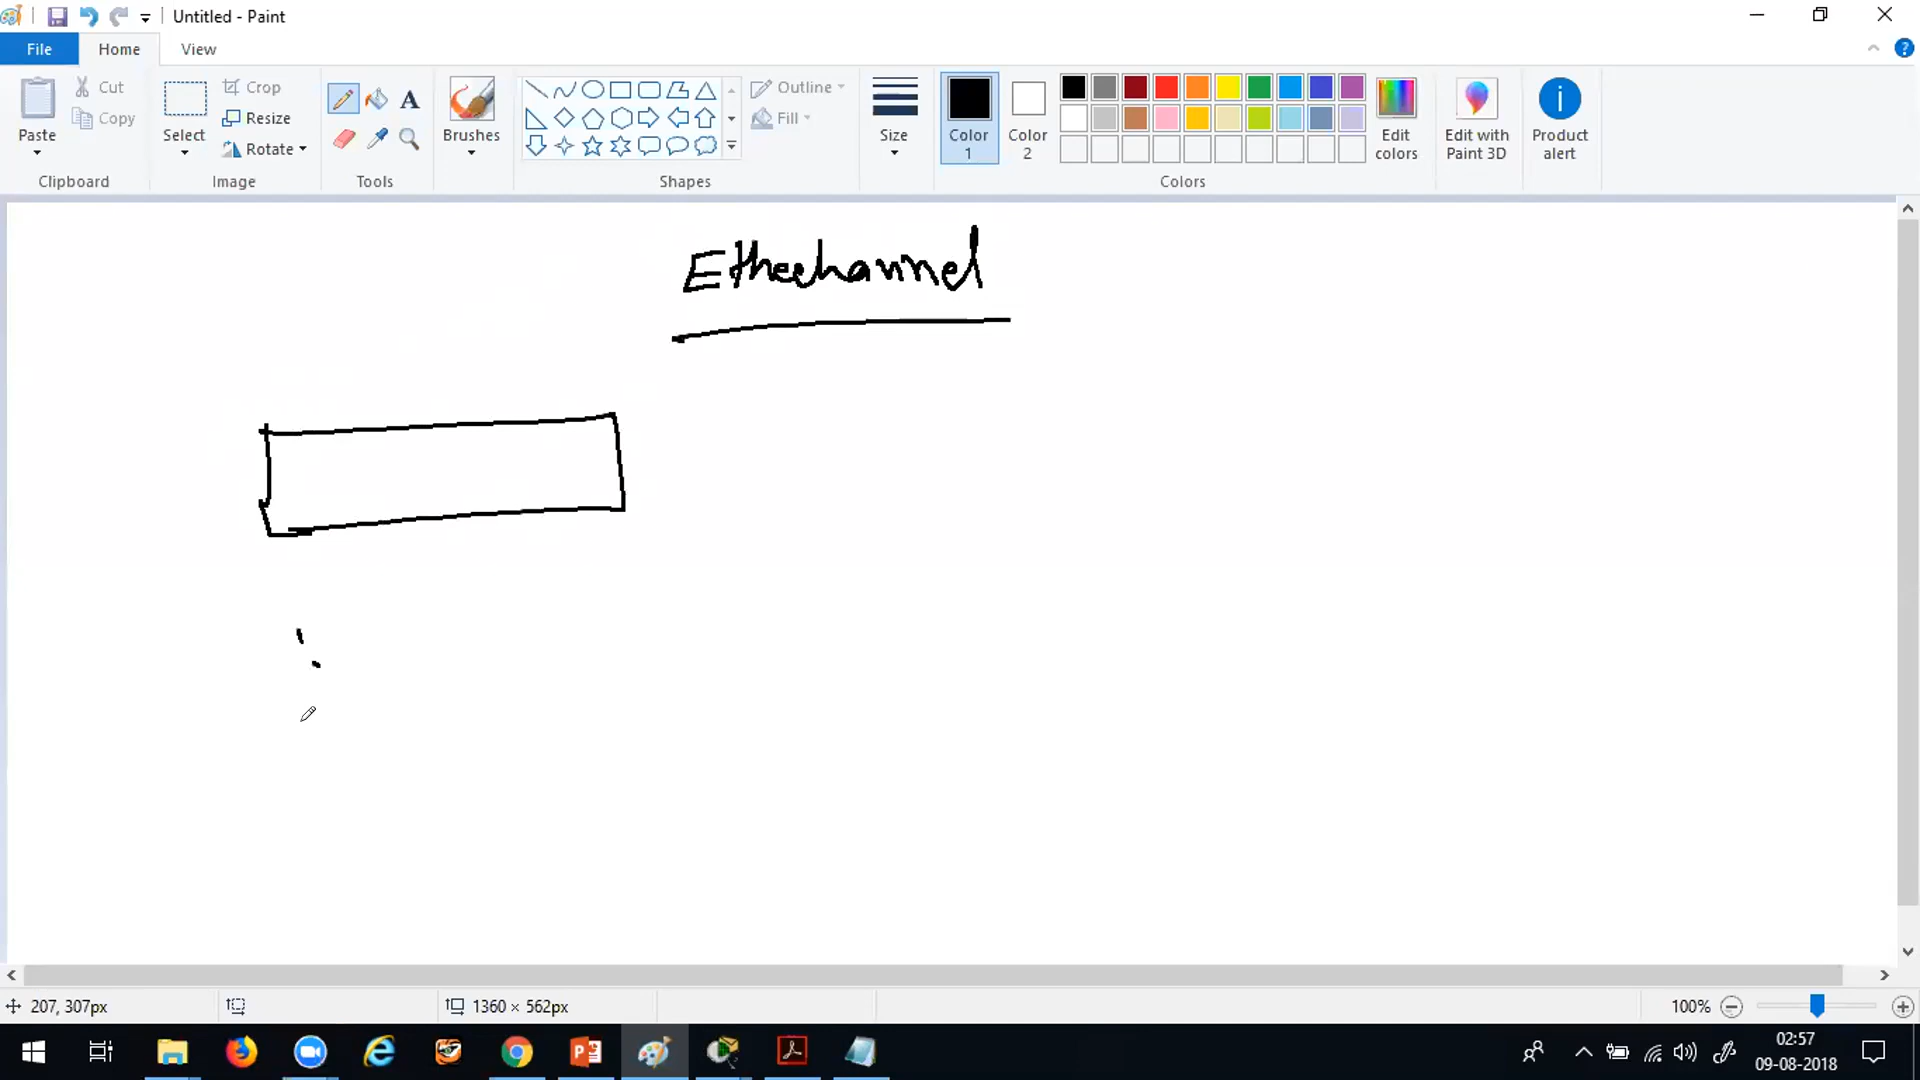 Untitled - Paint
File Home View
Paste
Cut
Copy
Clipboard
Select
Crop
Resize
Rotate
Image
A
Tools
Brushes
Outline
Fill
Shapes
Size
Color 1
Color 2
Edit colors
Colors
Edit with Paint 3D
Product alert
Etheechannel
207, 307px
1360 × 562px
100%
02:57
09-08-2018